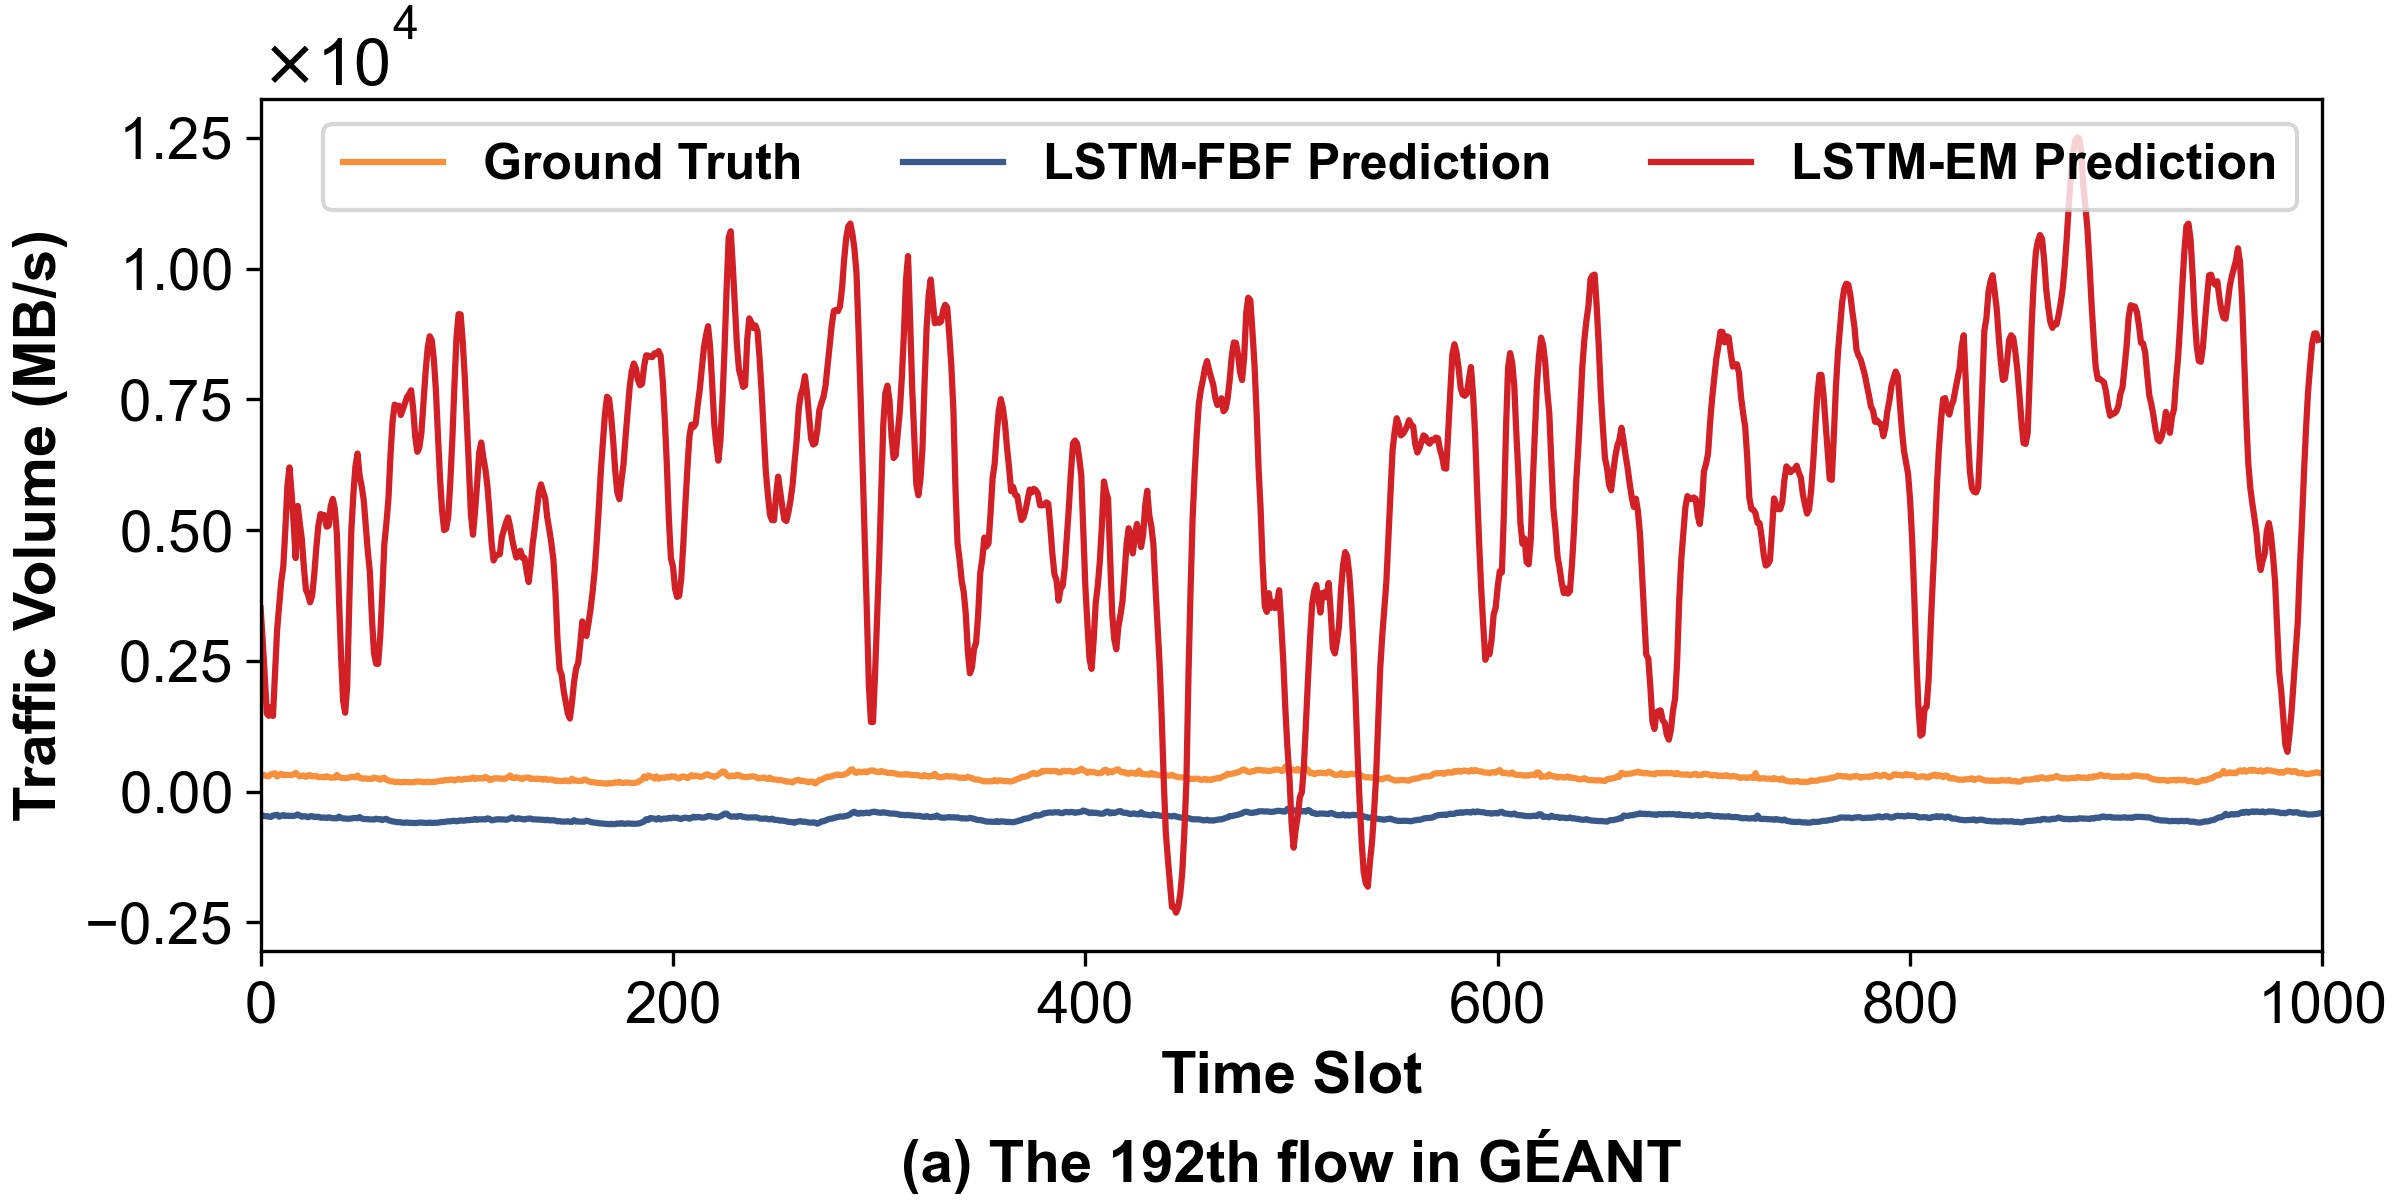 ×10⁴
1.25
1.00
0.75
0.50
0.25
0.00
−0.25
Traffic Volume (MB/s)
Ground Truth LSTM-FBF Prediction LSTM-EM Prediction
0 200 400 600 800 1000
Time Slot
(a) The 192th flow in GÉANT